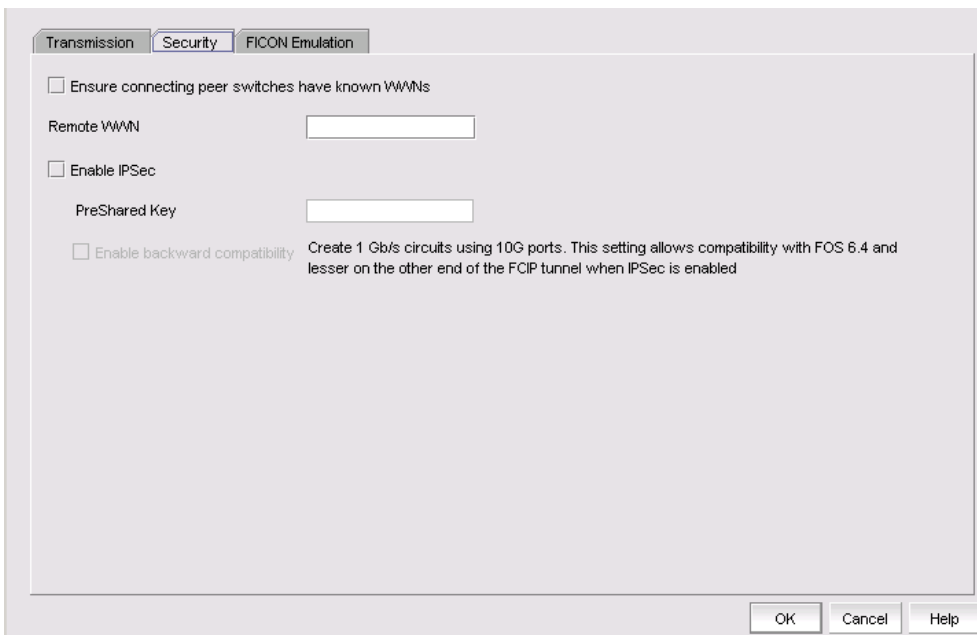 Transmission Security FICON Emulation
Ensure connecting peer switches have known WWNs
Remote WWN
Enable IPSec
PreShared Key
Enable backward compatibility Create 1 Gb/s circuits using 10G ports. This setting allows compatibility with FOS 6.4 and
lesser on the other end of the FCIP tunnel when IPSec is enabled
OK Cancel Help